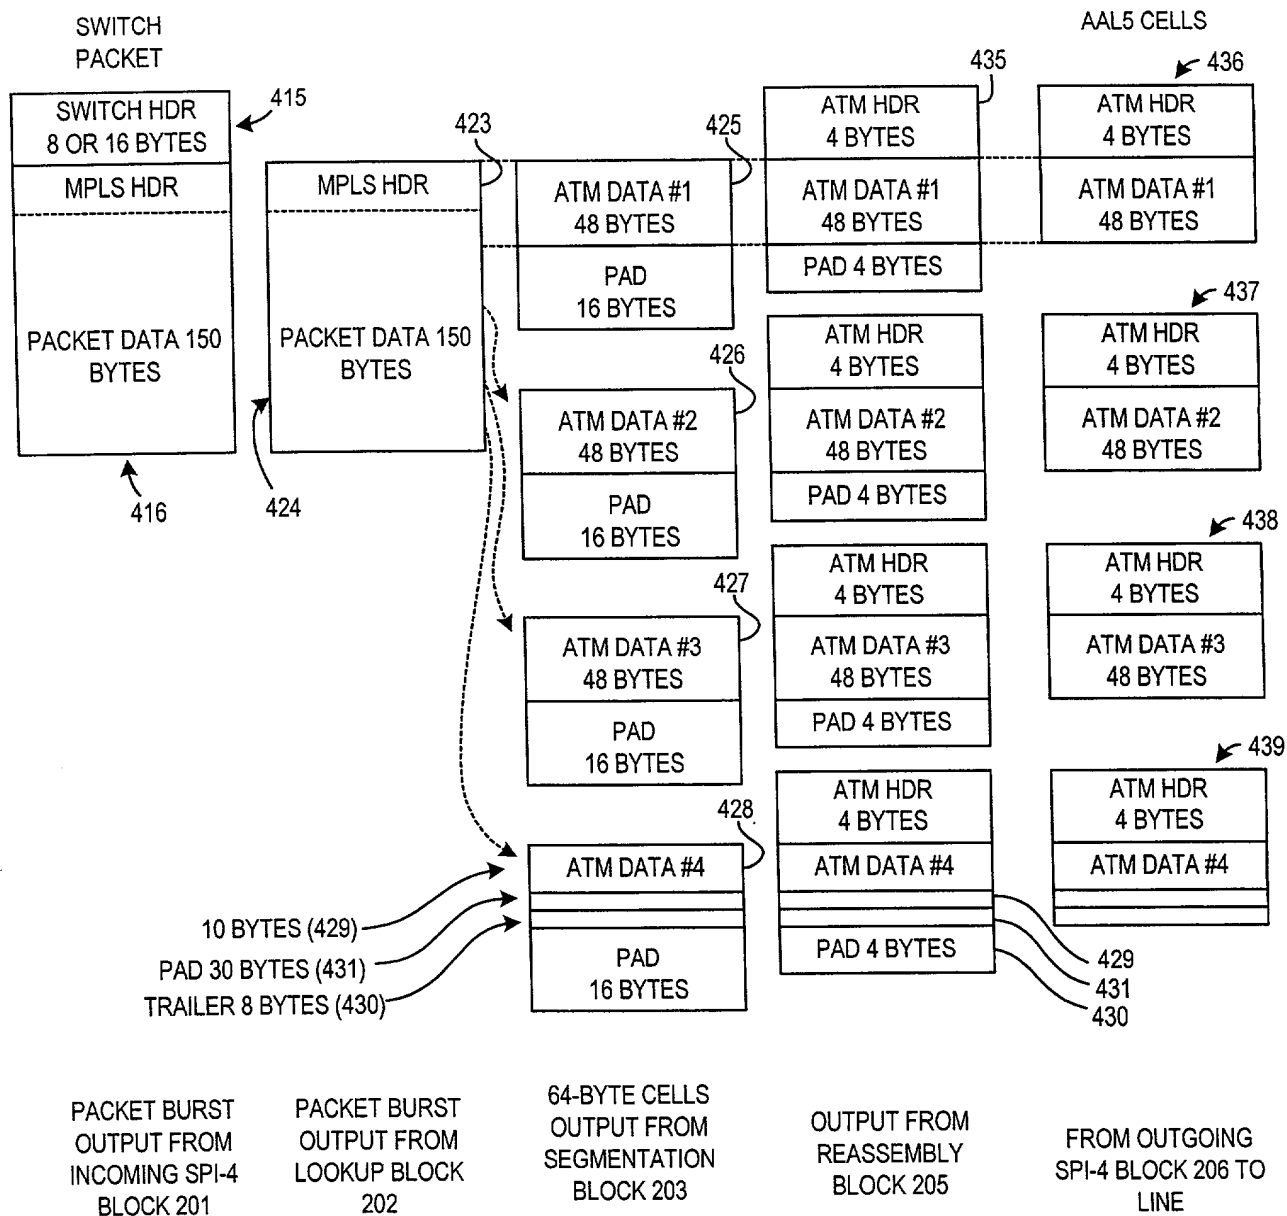 SWITCH
PACKET
SWITCH HDR
8 OR 16 BYTES
415
MPLS HDR
PACKET DATA 150
BYTES
416
423
MPLS HDR
PACKET DATA 150
BYTES
424
425
ATM DATA #1
48 BYTES
PAD
16 BYTES
426
ATM DATA #2
48 BYTES
PAD
16 BYTES
427
ATM DATA #3
48 BYTES
PAD
16 BYTES
428
ATM DATA #4
PAD
16 BYTES
10 BYTES (429)
PAD 30 BYTES (431)
TRAILER 8 BYTES (430)
435
ATM HDR
4 BYTES
ATM DATA #1
48 BYTES
PAD 4 BYTES
ATM HDR
4 BYTES
ATM DATA #2
48 BYTES
PAD 4 BYTES
ATM HDR
4 BYTES
ATM DATA #3
48 BYTES
PAD 4 BYTES
ATM HDR
4 BYTES
ATM DATA #4
PAD 4 BYTES
429
431
430
AAL5 CELLS
436
ATM HDR
4 BYTES
ATM DATA #1
48 BYTES
437
ATM HDR
4 BYTES
ATM DATA #2
48 BYTES
438
ATM HDR
4 BYTES
ATM DATA #3
48 BYTES
439
ATM HDR
4 BYTES
ATM DATA #4
PACKET BURST
OUTPUT FROM
INCOMING SPI-4
BLOCK 201
PACKET BURST
OUTPUT FROM
LOOKUP BLOCK
202
64-BYTE CELLS
OUTPUT FROM
SEGMENTATION
BLOCK 203
OUTPUT FROM
REASSEMBLY
BLOCK 205
FROM OUTGOING
SPI-4 BLOCK 206 TO
LINE